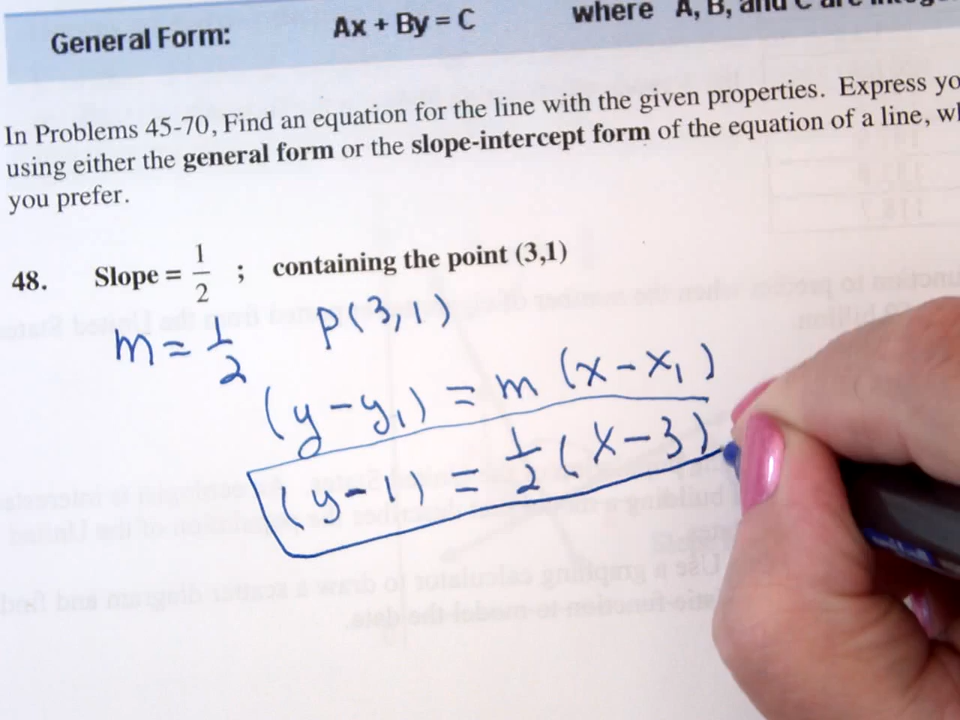 General Form: Ax + By = C where A, B, and C are
In Problems 45-70, Find an equation for the line with the given properties. Express
using either the general form or the slope-intercept form of the equation of a line,
you prefer.
48. Slope = 1/2 ; containing the point (3,1)
m = 1/2 P(3,1)
(y - y₁) = m (x - x₁)
(y - 1) = 1/2 (x - 3)